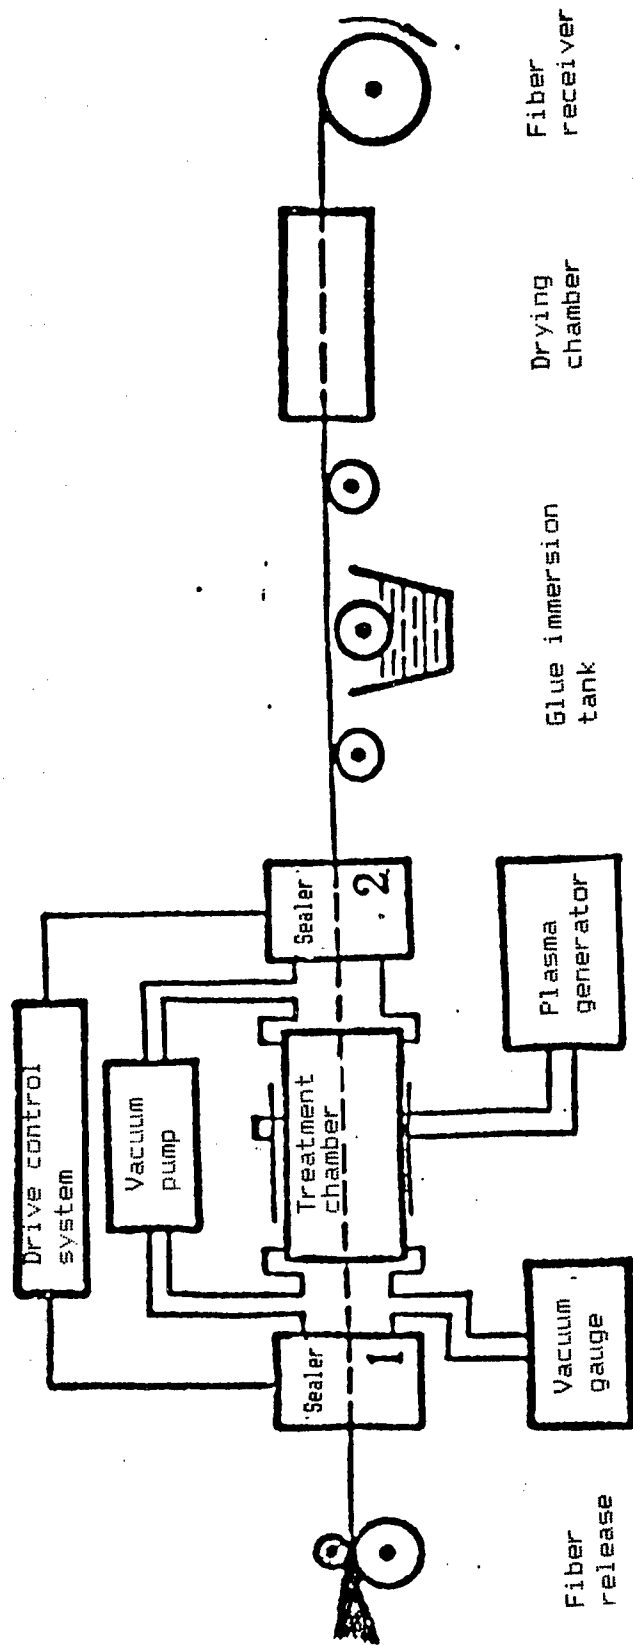 Drive control
system
Vacuum
pump
Sealer
1
Treatment
chamber
Sealer
2
Vacuum
gauge
Plasma
generator
Fiber
release
Glue immersion
tank
Drying
chamber
Fiber
receiver